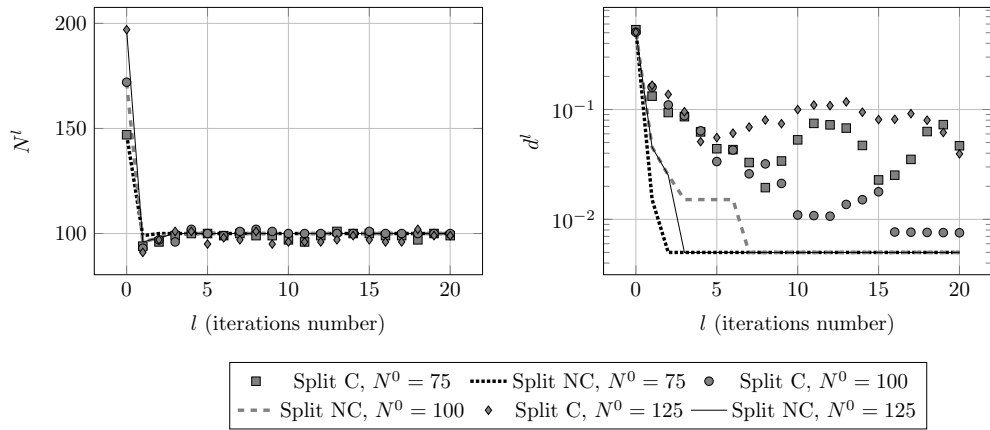 200
150
100
N^l
0
5
10
15
20
l (iterations number)
10^{-1}
10^{-2}
d^l
0
5
10
15
20
l (iterations number)
Split C, N^0 = 75
Split NC, N^0 = 75
Split C, N^0 = 100
Split NC, N^0 = 100
Split C, N^0 = 125
Split NC, N^0 = 125